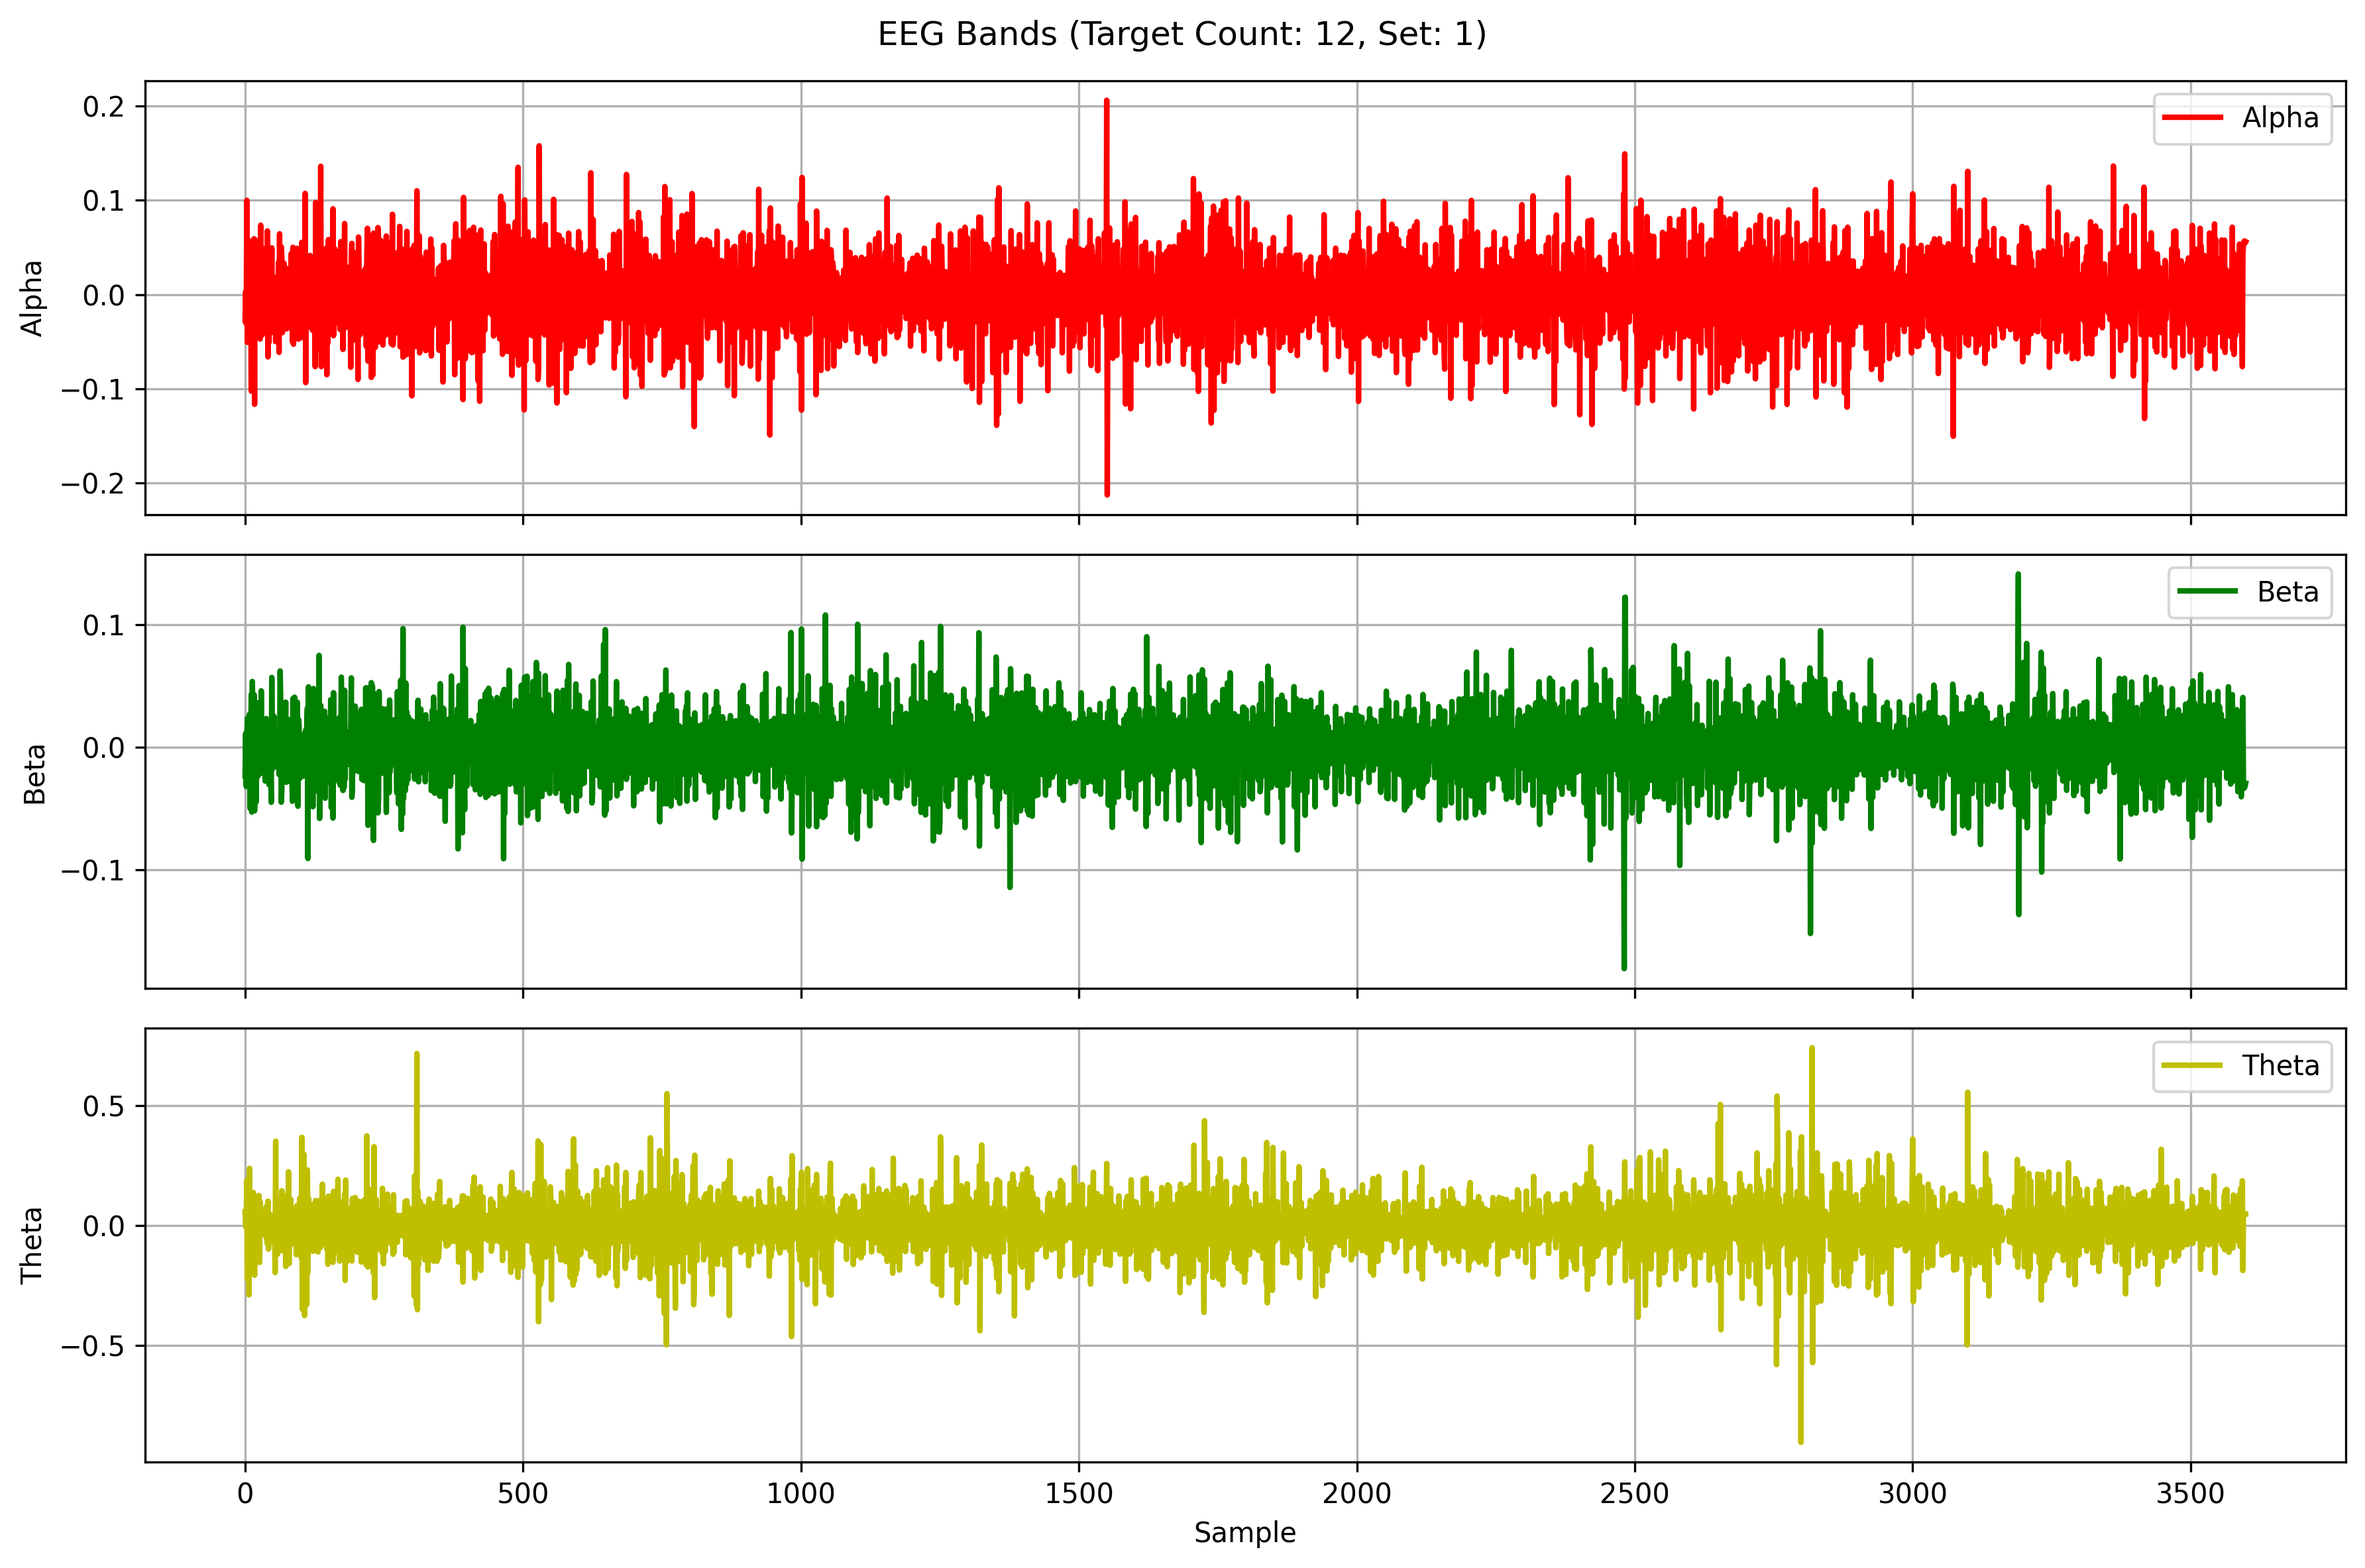 EEG Bands (Target Count: 12, Set: 1)
0.2
0.1
0.0
−0.1
−0.2
Alpha
Alpha
0.1
0.0
−0.1
Beta
Beta
0.5
0.0
−0.5
Theta
Theta
0 500 1000 1500 2000 2500 3000 3500
Sample